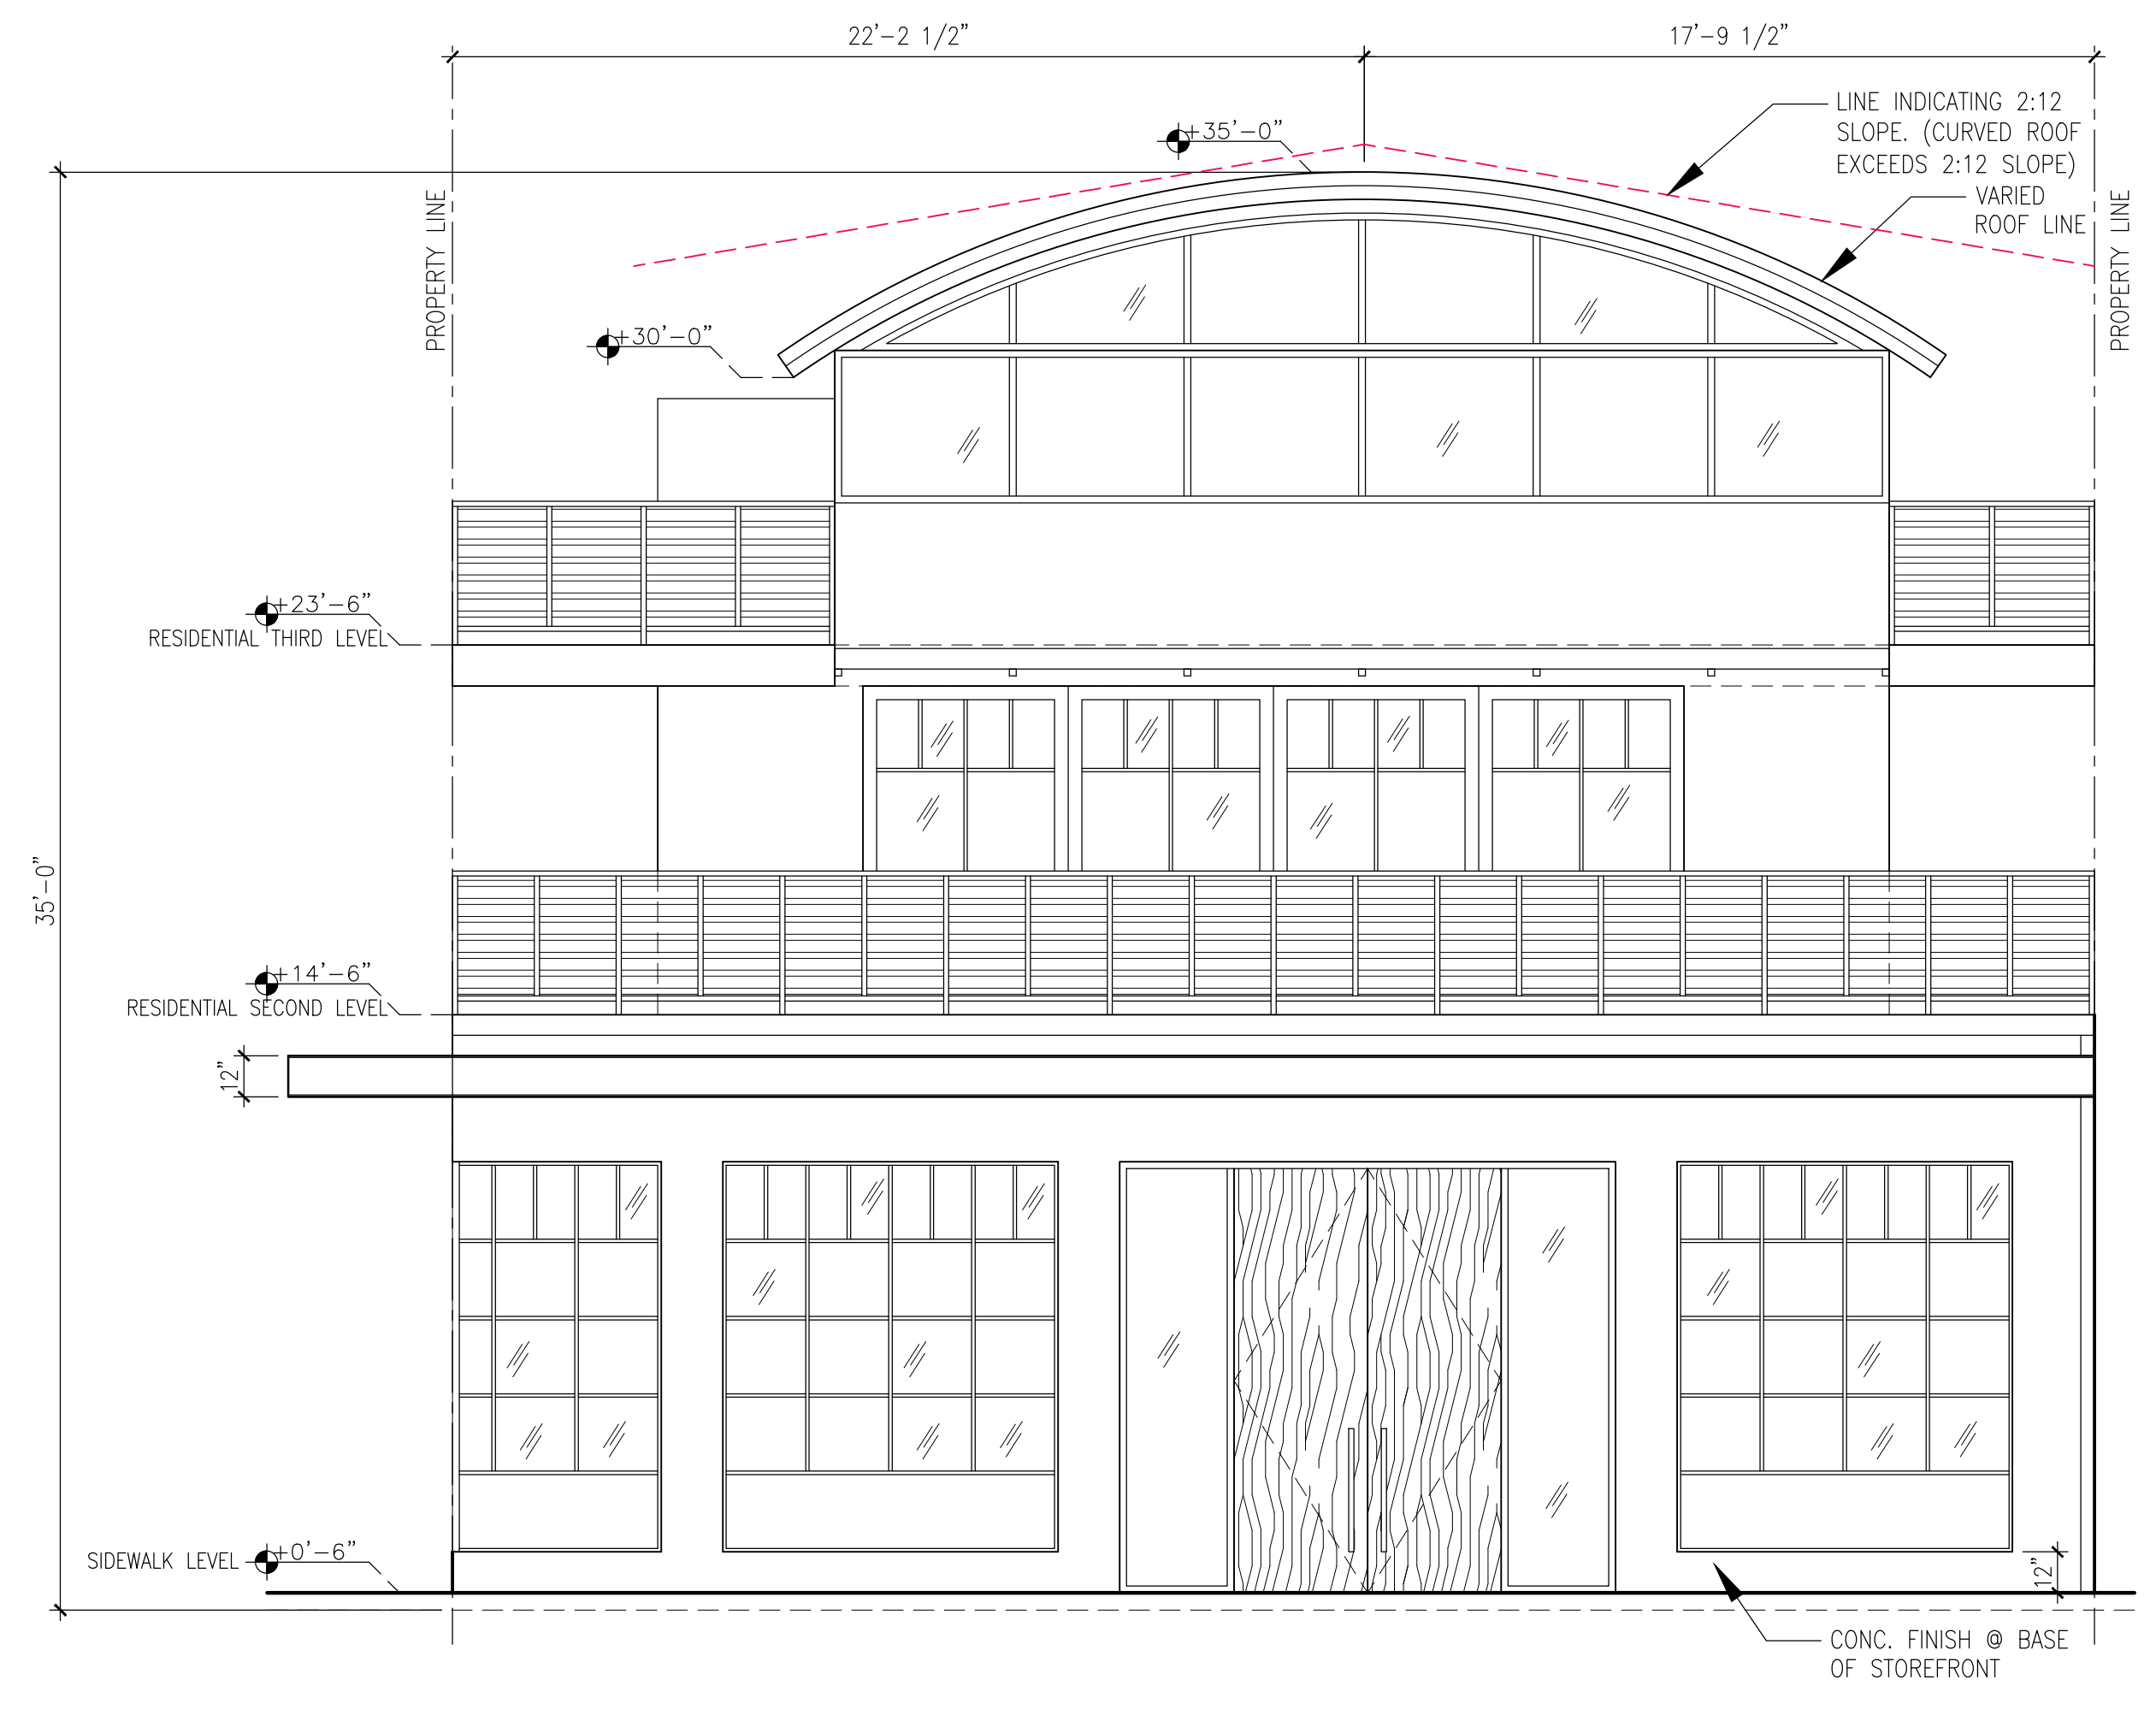 22'-2 1/2"
17'-9 1/2"
LINE INDICATING 2:12
SLOPE. (CURVED ROOF
EXCEEDS 2:12 SLOPE)
+35'-0"
VARIED
ROOF LINE
PROPERTY LINE
PROPERTY LINE
+30'-0"
+23'-6"
RESIDENTIAL THIRD LEVEL
35'-0"
+14'-6"
RESIDENTIAL SECOND LEVEL
12"
+0'-6"
SIDEWALK LEVEL
12"
CONC. FINISH @ BASE
OF STOREFRONT